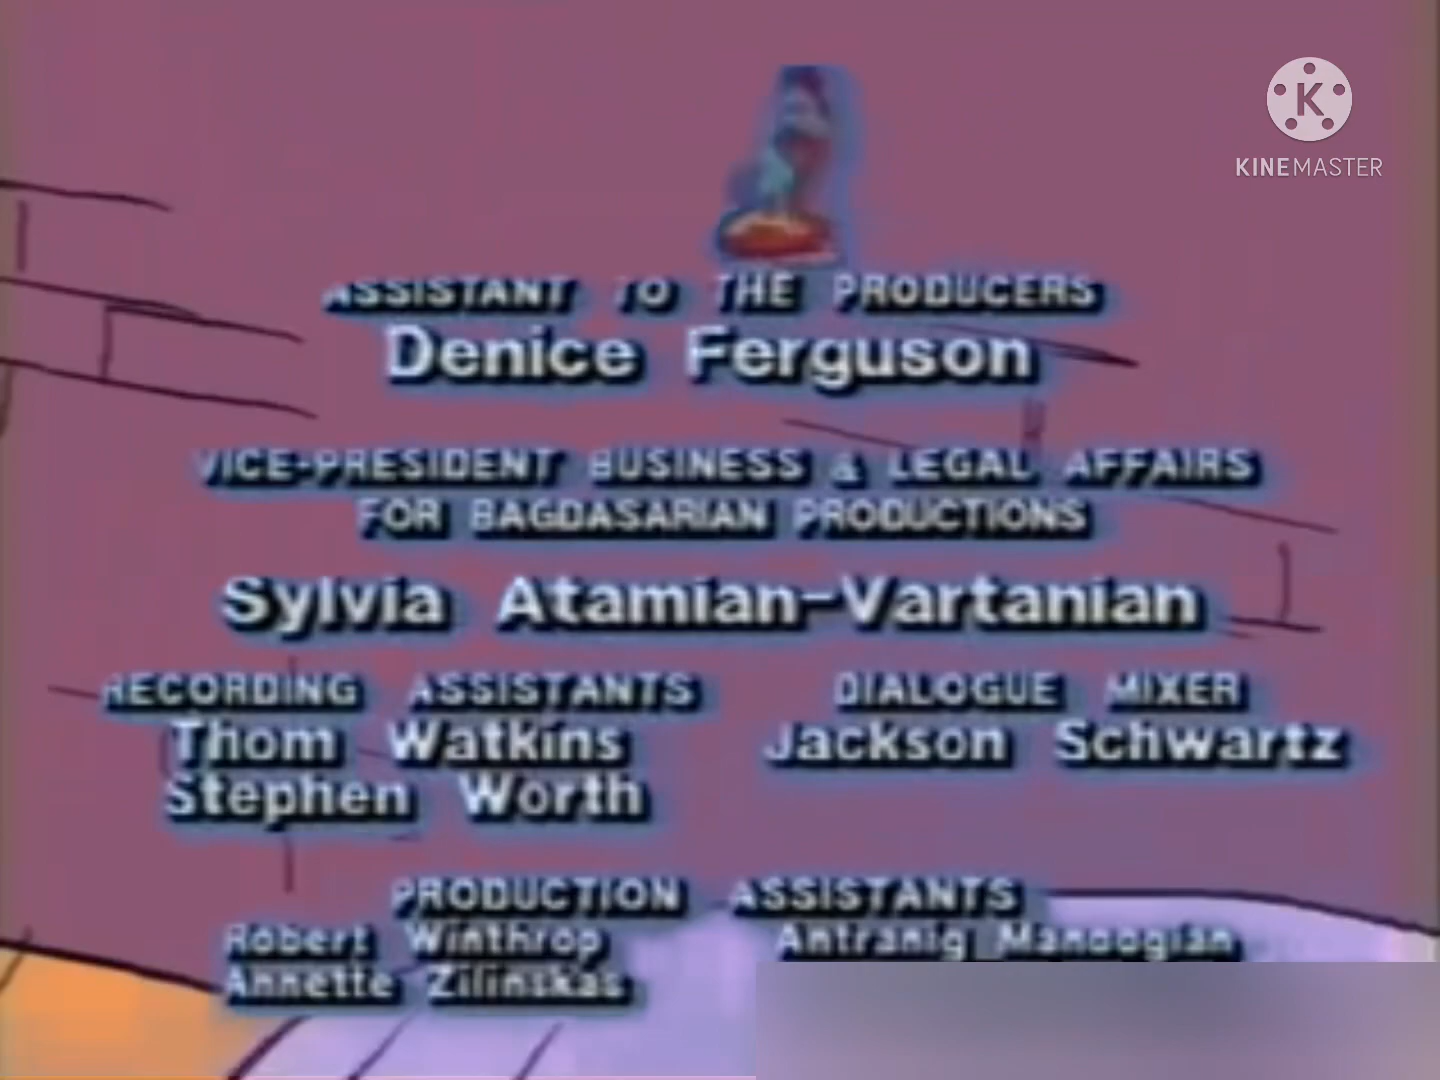 K
KINEMASTER
ASSISTANT TO THE PRODUCERS
Denice Ferguson
VICE-PRESIDENT BUSINESS & LEGAL AFFAIRS
FOR BAGDASARIAN PRODUCTIONS
Sylvia Atamian-Vartanian
RECORDING ASSISTANTS
Thom Watkins
Stephen Worth
DIALOGUE MIXER
Jackson Schwartz
PRODUCTION ASSISTANTS
Robert Winthrop
Annette Zilinskas
Antranig Manoogian